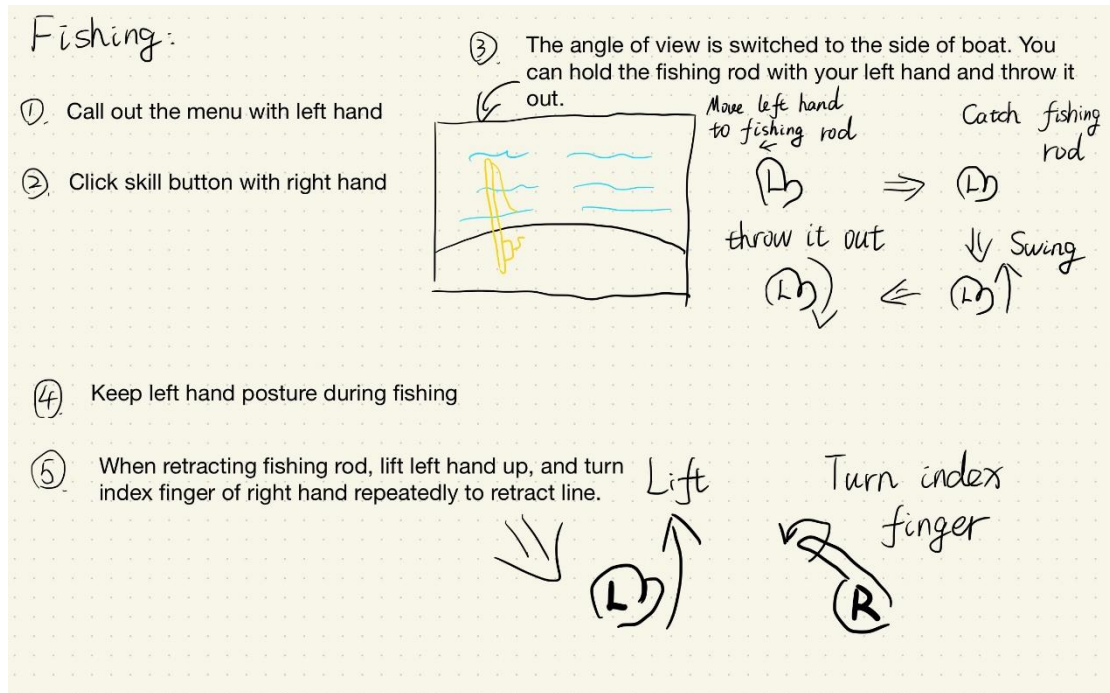 Fishing:
① Call out the menu with left hand
② Click skill button with right hand
③ The angle of view is switched to the side of boat. You
can hold the fishing rod with your left hand and throw it
out.
Move left hand
to fishing rod
Catch fishing
rod
L
L
throw it out
Swing
L
L
④ Keep left hand posture during fishing
⑤ When retracting fishing rod, lift left hand up, and turn
index finger of right hand repeatedly to retract line.
Lift
Turn index
finger
L
R